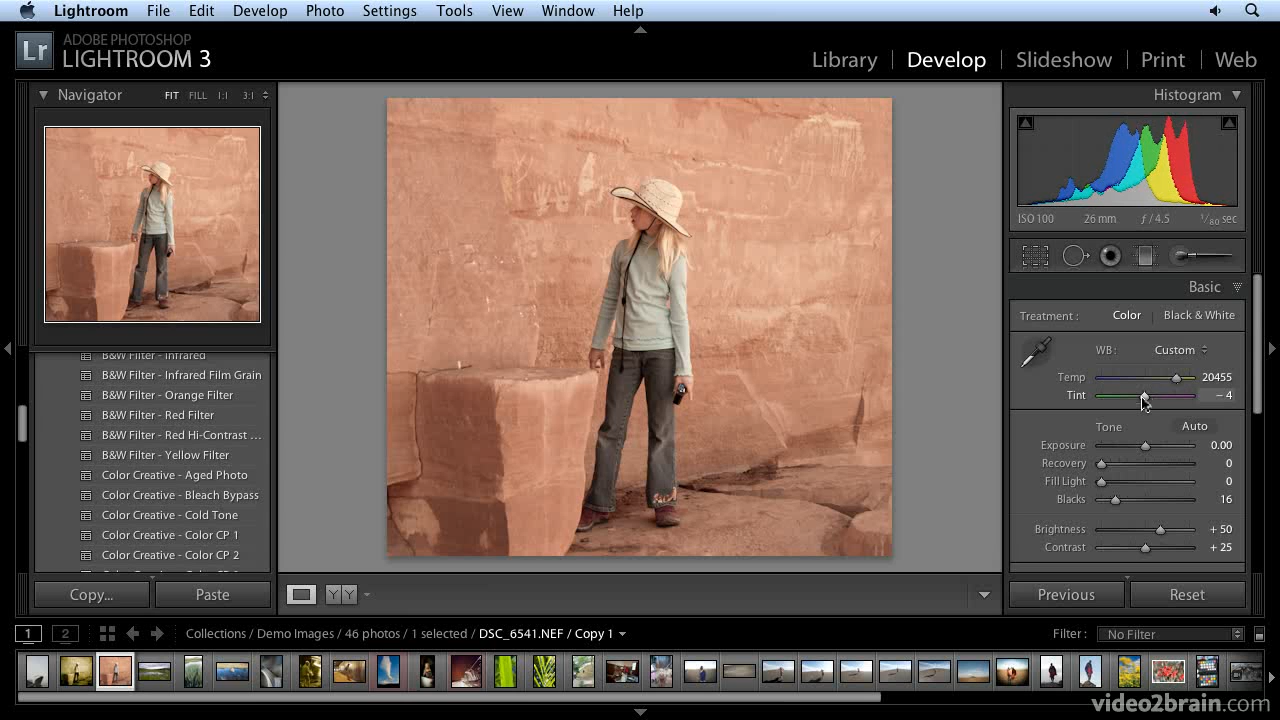 Lightroom File Edit Develop Photo Settings Tools View Window Help
Lr
ADOBE PHOTOSHOP
LIGHTROOM 3
Library | Develop | Slideshow | Print | Web
Navigator FIT FILL 1:1 3:1
B&W Filter - Infrared
B&W Filter - Infrared Film Grain
B&W Filter - Orange Filter
B&W Filter - Red Filter
B&W Filter - Red Hi-Contrast ...
B&W Filter - Yellow Filter
Color Creative - Aged Photo
Color Creative - Bleach Bypass
Color Creative - Cold Tone
Color Creative - Color CP 1
Color Creative - Color CP 2
Copy... Paste
Histogram
ISO 100 26 mm ƒ / 4.5 1/80 sec
Basic
Treatment : Color | Black & White
WB : Custom
Temp 20455
Tint – 4
Tone Auto
Exposure 0.00
Recovery 0
Fill Light 0
Blacks 16
Brightness + 50
Contrast + 25
Previous Reset
Y Y
1 2 Collections / Demo Images / 46 photos / 1 selected / DSC_6541.NEF / Copy 1 Filter : No Filter
video2brain.com